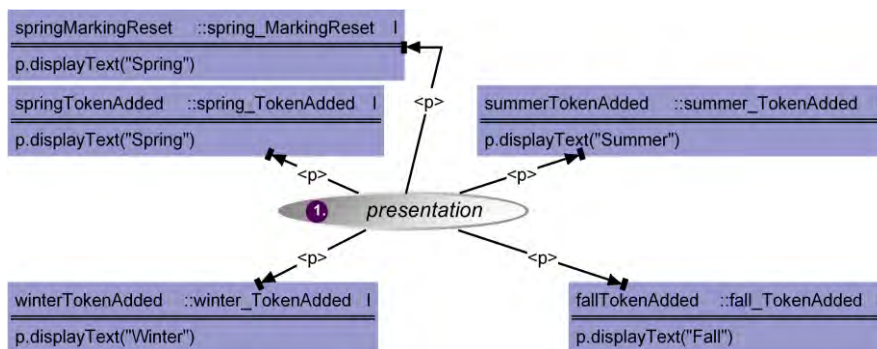 springMarkingReset ::spring_MarkingReset I
p.displayText("Spring")
<p>
springTokenAdded ::spring_TokenAdded I
p.displayText("Spring")
summerTokenAdded ::summer_TokenAdded
p.displayText("Summer")
<p>
<p>
1. presentation
<p>
<p>
winterTokenAdded ::winter_TokenAdded I
p.displayText("Winter")
fallTokenAdded ::fall_TokenAdded
p.displayText("Fall")